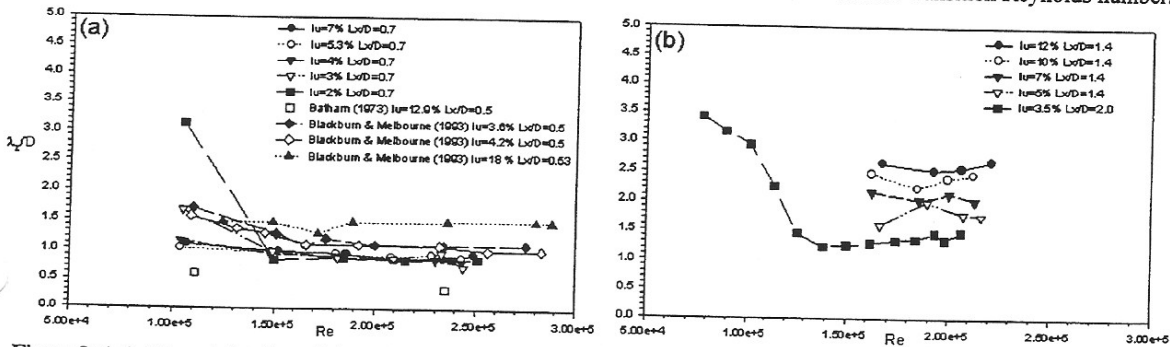 Reynolds number
(a)
5.0
4.5
4.0
3.5
3.0
2.5
2.0
1.5
1.0
0.5
0.0
Iu=7% Lx/D=0.7
Iu=5.3% Lx/D=0.7
Iu=4% Lx/D=0.7
Iu=3% Lx/D=0.7
Iu=2% Lx/D=0.7
Batham (1973) Iu=12.9% Lx/D=0.5
Blackburn & Melbourne (1993) Iu=3.6% Lx/D=0.5
Blackburn & Melbourne (1993) Iu=4.2% Lx/D=0.5
Blackburn & Melbourne (1993) Iu=18 % Lx/D=0.53
5.00e+4
1.00e+5
1.50e+5
2.00e+5
2.50e+5
3.00e+5
Re
(b)
5.0
4.5
4.0
3.5
3.0
2.5
2.0
1.5
1.0
0.5
0.0
Iu=12% Lx/D=1.4
Iu=10% Lx/D=1.4
Iu=7% Lx/D=1.4
Iu=5% Lx/D=1.4
Iu=3.5% Lx/D=2.0
5.00e+4
1.00e+5
1.50e+5
2.00e+5
2.50e+5
3.00e+5
Re